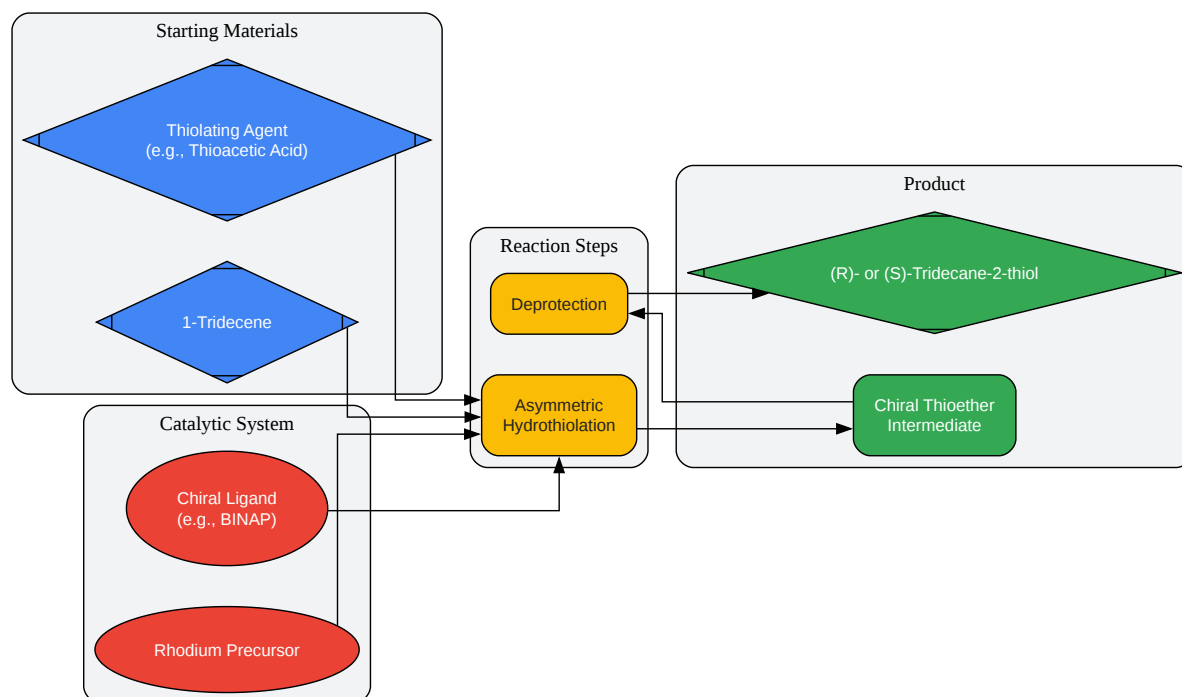 Starting Materials
Thiolating Agent
(e.g., Thioacetic Acid)
1-Tridecene
Catalytic System
Chiral Ligand
(e.g., BINAP)
Rhodium Precursor
Reaction Steps
Deprotection
Asymmetric
Hydrothiolation
Product
(R)- or (S)-Tridecane-2-thiol
Chiral Thioether
Intermediate